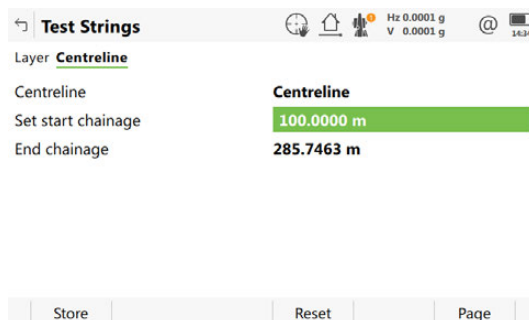 Test Strings
1
Hz 0.0001 g
V 0.0001 g
@
Layer Centreline
Centreline Centreline
Set start chainage 100.0000 m
End chainage 285.7463 m
Store Reset Page